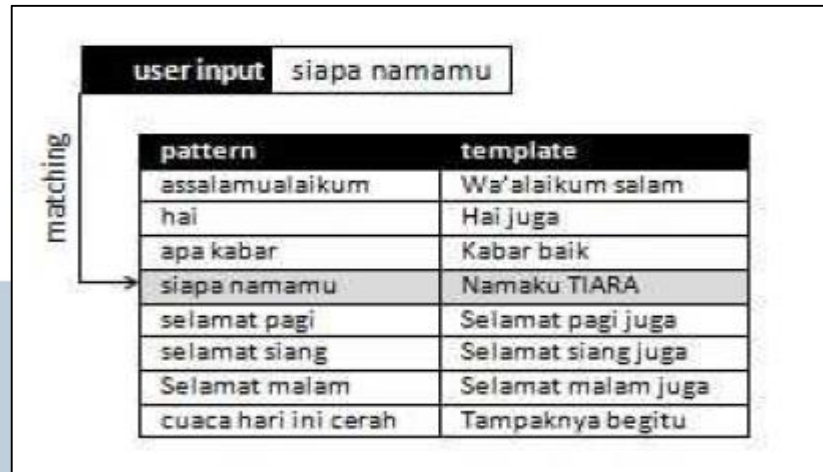 user input siapa namamu
matching
pattern template
assalamualaikum Wa'alaikum salam
hai Hai juga
apa kabar Kabar baik
siapa namamu Namaku TIARA
selamat pagi Selamat pagi juga
selamat siang Selamat siang juga
Selamat malam Selamat malam juga
cuaca hari ini cerah Tampaknya begitu